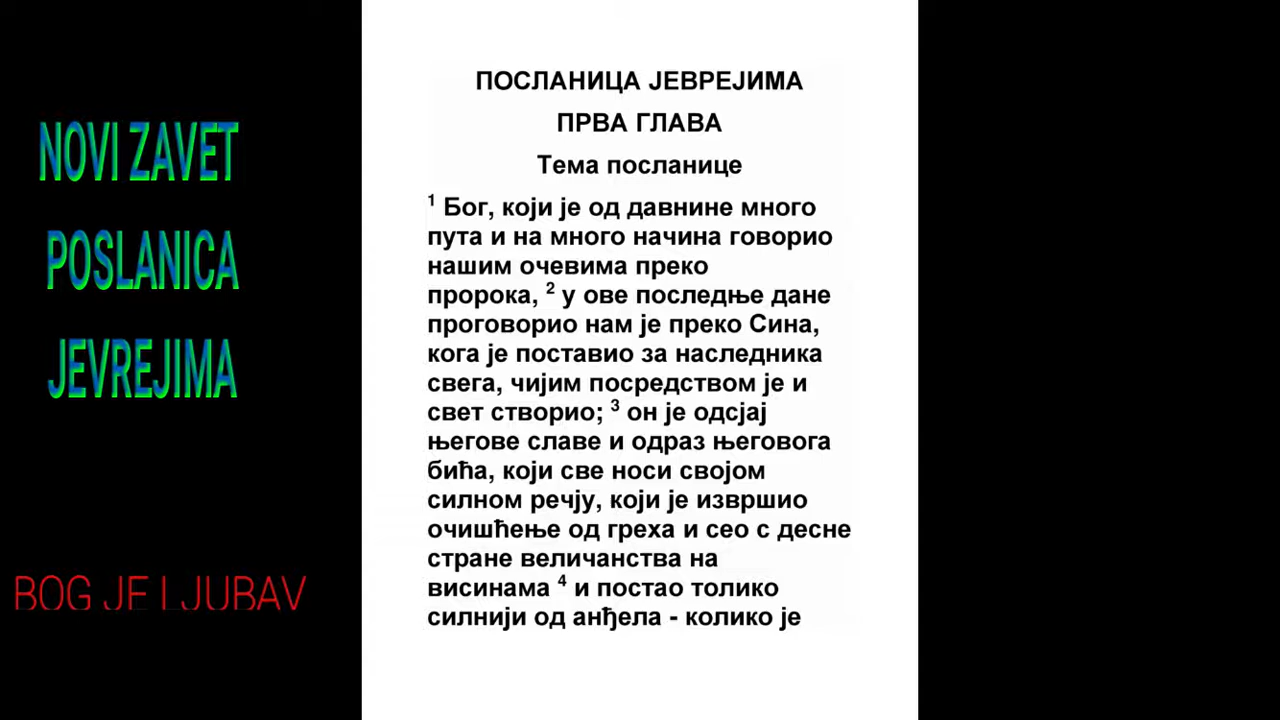 NOVI ZAVET
POSLANICA
JEVREJIMA
BOG JE LJUBAV
ПОСЛАНИЦА ЈЕВРЕЈИМА
ПРВА ГЛАВА
Тема посланице
1 Бог, који је од давнине много
пута и на много начина говорио
нашим очевима преко
пророка, 2 у ове последње дане
проговорио нам је преко Сина,
кога је поставио за наследника
свега, чијим посредством је и
свет створио; 3 он је одсјај
његове славе и одраз његовога
бића, који све носи својом
силном речју, који је извршио
очишћење од греха и сео с десне
стране величанства на
висинама 4 и постао толико
силнији од анђела - колико је